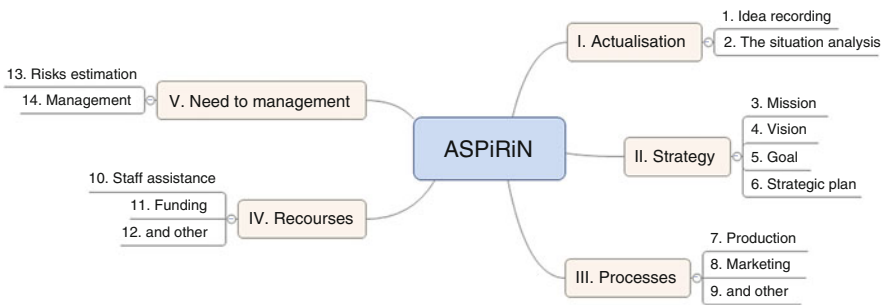 ASPiRiN
I. Actualisation
1. Idea recording
2. The situation analysis
II. Strategy
3. Mission
4. Vision
5. Goal
6. Strategic plan
III. Processes
7. Production
8. Marketing
9. and other
IV. Recourses
10. Staff assistance
11. Funding
12. and other
V. Need to management
13. Risks estimation
14. Management